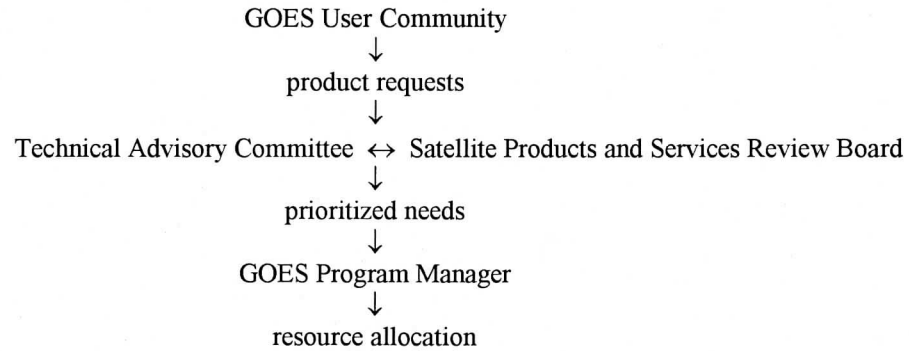 GOES User Community
↓
product requests
↓
Technical Advisory Committee ↔ Satellite Products and Services Review Board
↓
prioritized needs
↓
GOES Program Manager
↓
resource allocation